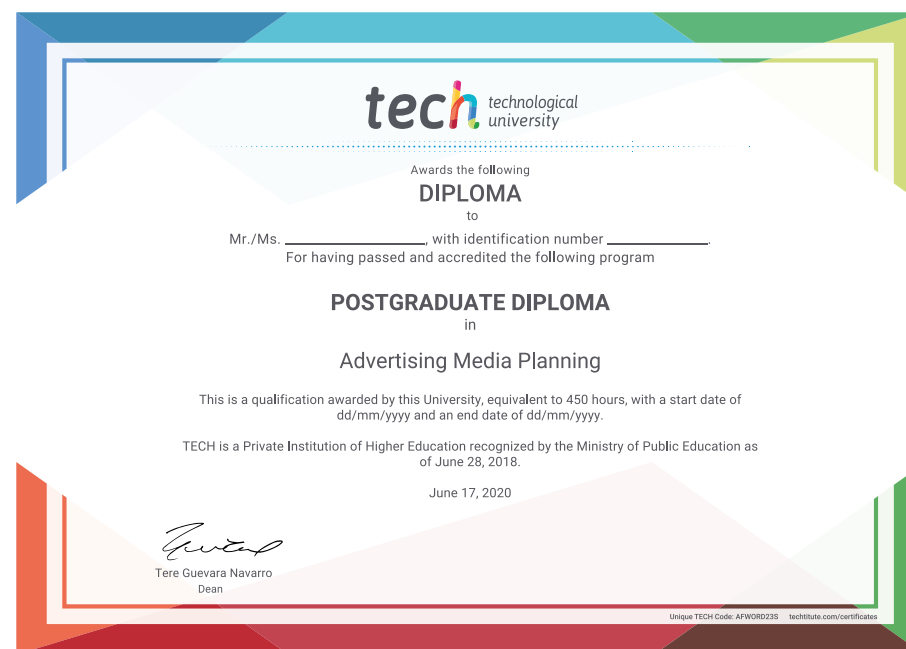 tech technological
university
Awards the following
DIPLOMA
to
Mr./Ms. ____________, with identification number ____________.
For having passed and accredited the following program
POSTGRADUATE DIPLOMA
in
Advertising Media Planning
This is a qualification awarded by this University, equivalent to 450 hours, with a start date of
dd/mm/yyyy and an end date of dd/mm/yyyy.
TECH is a Private Institution of Higher Education recognized by the Ministry of Public Education as
of June 28, 2018.
June 17, 2020
Tere Guevara Navarro
Dean
Unique TECH Code: AFWORD23S techtitute.com/certificates